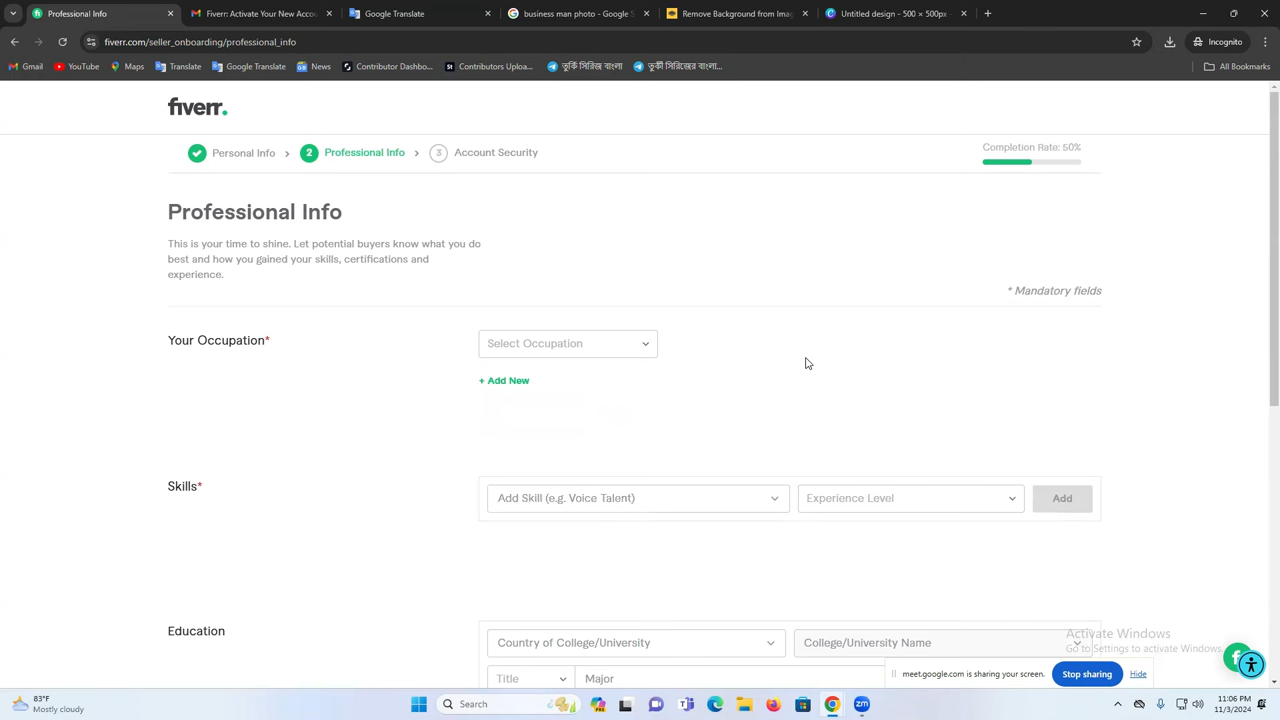 Professional Info
Fiverr: Activate Your New Accou
Google Translate
business man photo - Google S
Remove Background from Imag
Untitled design - 500 × 500px
fiverr.com/seller_onboarding/professional_info
Incognito
Gmail
YouTube
Maps
Translate
Google Translate
News
Contributor Dashbo...
Contributors Uploa...
তুর্কি সিরিজ বাংলা
তুর্কী সিরিজের বাংলা...
All Bookmarks
fiverr.
Personal Info
2 Professional Info
3 Account Security
Completion Rate: 50%
Professional Info
This is your time to shine. Let potential buyers know what you do
best and how you gained your skills, certifications and
experience.
* Mandatory fields
Your Occupation*
Select Occupation
+ Add New
Skills*
Add Skill (e.g. Voice Talent)
Experience Level
Add
Education
Country of College/University
College/University Name
Title
Major
Activate Windows
Go to Settings to activate Windows.
meet.google.com is sharing your screen.
Stop sharing
Hide
83°F
Mostly cloudy
Search
zm
11:06 PM
11/3/2024